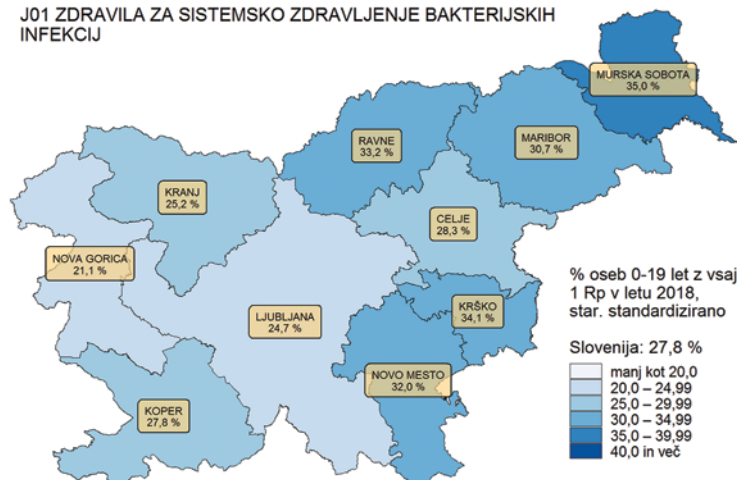 J01 ZDRAVILA ZA SISTEMSKO ZDRAVLJENJE BAKTERIJSKIH
INFEKCIJ
MURSKA SOBOTA
35,0 %
RAVNE
33,2 %
MARIBOR
30,7 %
KRANJ
25,2 %
CELJE
28,3 %
NOVA GORICA
21,1 %
LJUBLJANA
24,7 %
KRŠKO
34,1 %
NOVO MESTO
32,0 %
KOPER
27,8 %
% oseb 0-19 let z vsaj
1 Rp v letu 2018,
star. standardizirano
Slovenija: 27,8 %
manj kot 20,0
20,0 – 24,99
25,0 – 29,99
30,0 – 34,99
35,0 – 39,99
40,0 in več